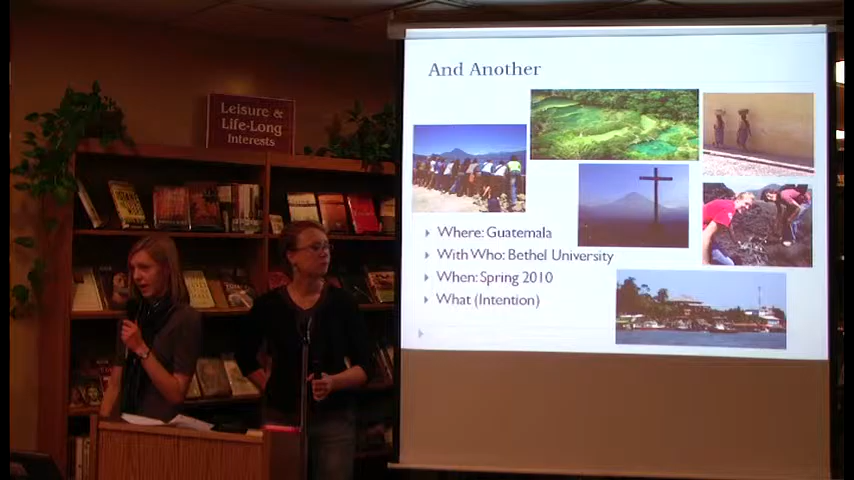 Leisure &
Life-Long
Interests
And Another
Where: Guatemala
With Who: Bethel University
When: Spring 2010
What (Intention)